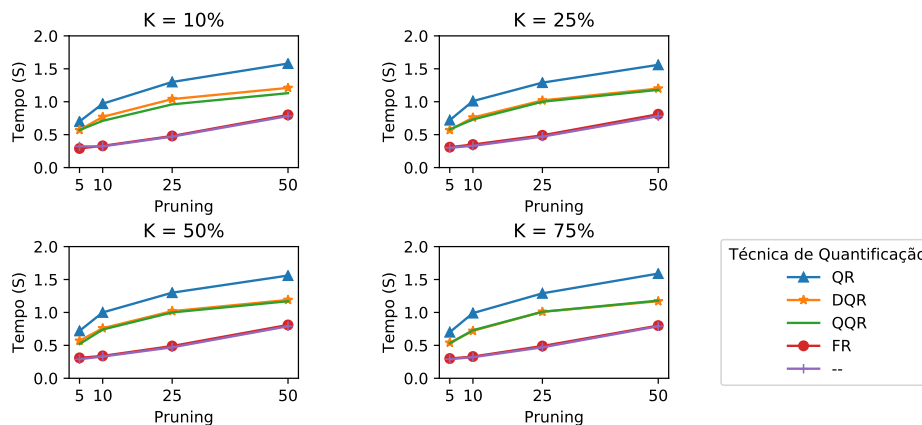 K = 10%
2.0
1.5
1.0
0.5
0.0
Tempo (S)
5 10 25 50
Pruning
K = 25%
2.0
1.5
1.0
0.5
0.0
Tempo (S)
5 10 25 50
Pruning
K = 50%
2.0
1.5
1.0
0.5
0.0
Tempo (S)
5 10 25 50
Pruning
K = 75%
2.0
1.5
1.0
0.5
0.0
Tempo (S)
5 10 25 50
Pruning
Técnica de Quantificação
QR
DQR
QQR
FR
--